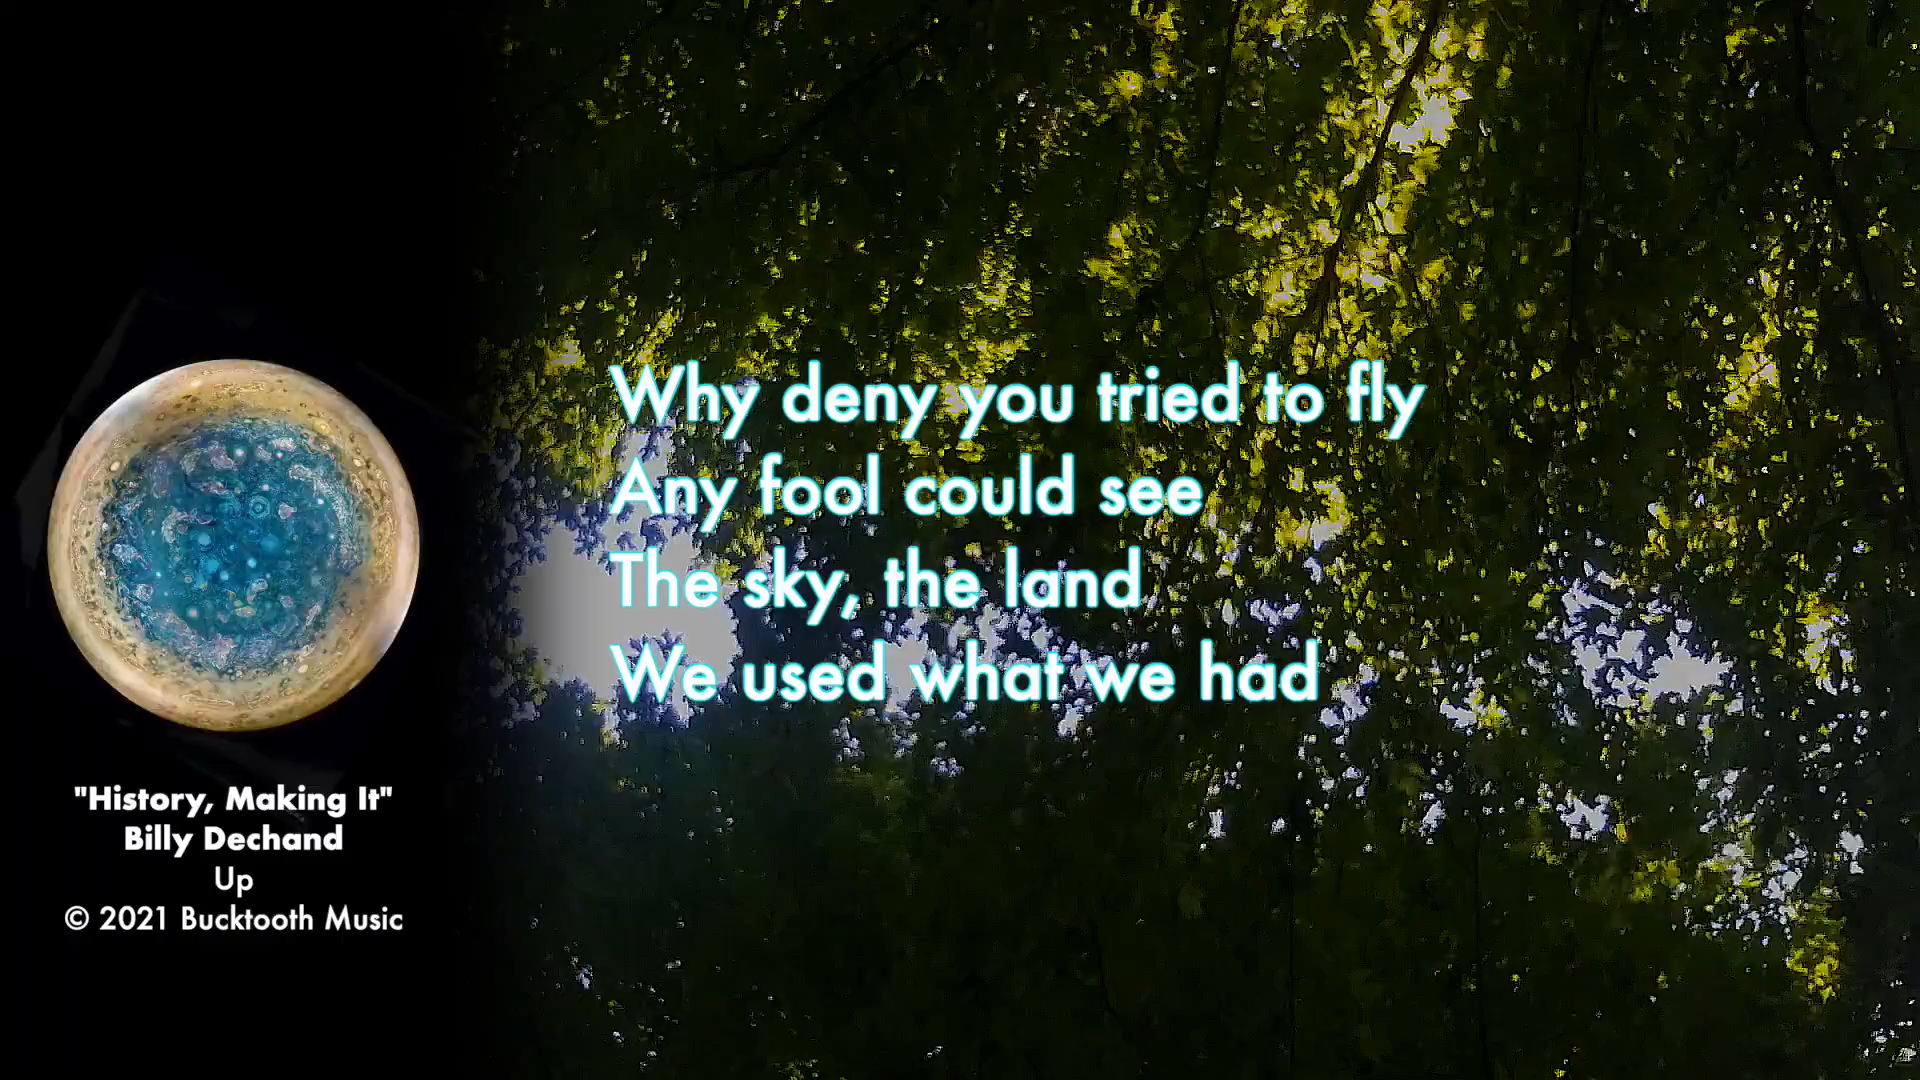 Why deny you tried to fly
Any fool could see
The sky, the land
We used what we had
"History, Making It"
Billy Dechand
Up
© 2021 Bucktooth Music